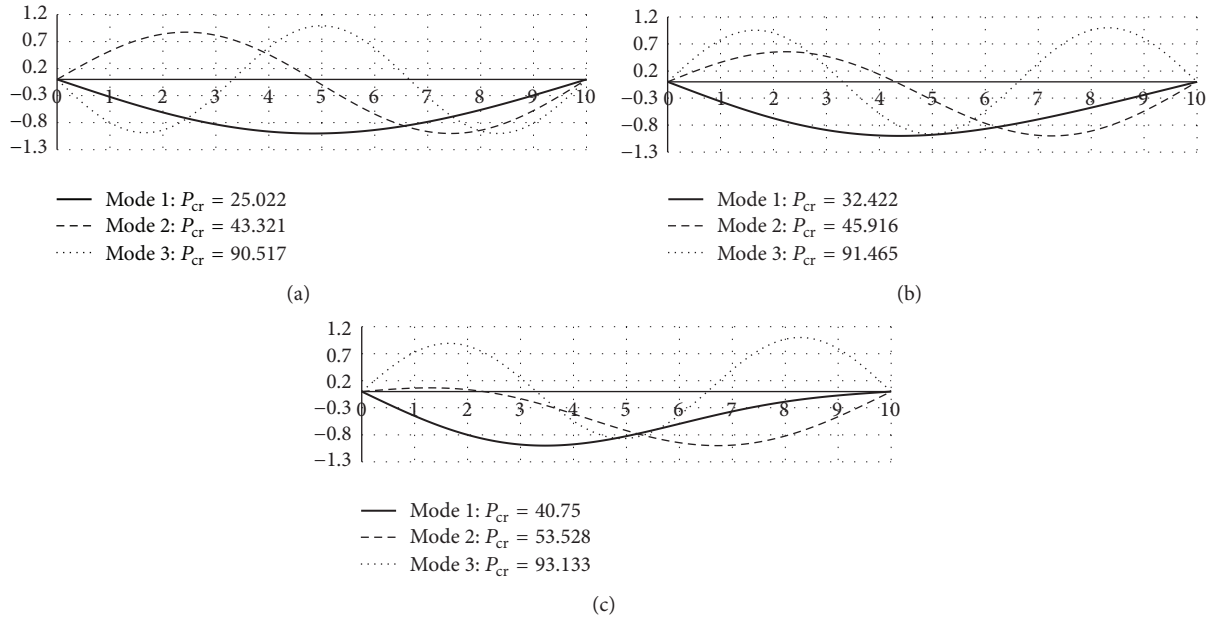 1.2
0.7
0.2
−0.3
−0.8
−1.3
0 1 2 3 4 5 6 7 8 9 10
Mode 1: Pcr = 25.022
Mode 2: Pcr = 43.321
Mode 3: Pcr = 90.517
(a)
1.2
0.7
0.2
−0.3
−0.8
−1.3
0 1 2 3 4 5 6 7 8 9 10
Mode 1: Pcr = 32.422
Mode 2: Pcr = 45.916
Mode 3: Pcr = 91.465
(b)
1.2
0.7
0.2
−0.3
−0.8
−1.3
0 1 2 3 4 5 6 7 8 9 10
Mode 1: Pcr = 40.75
Mode 2: Pcr = 53.528
Mode 3: Pcr = 93.133
(c)